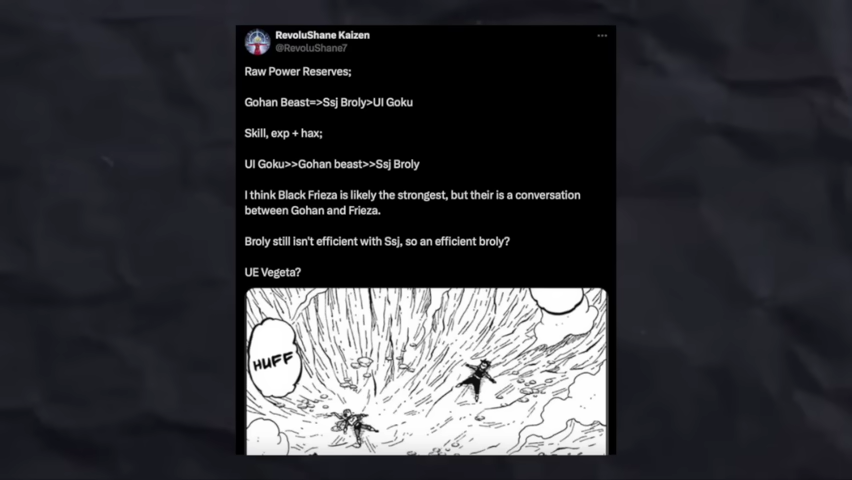 RevoluShane Kaizen
@RevoluShane7
Raw Power Reserves;
Gohan Beast=>Ssj Broly>UI Goku
Skill, exp + hax;
UI Goku>>Gohan beast>>Ssj Broly
I think Black Frieza is likely the strongest, but their is a conversation
between Gohan and Frieza.
Broly still isn't efficient with Ssj, so an efficient broly?
UE Vegeta?
HUFF